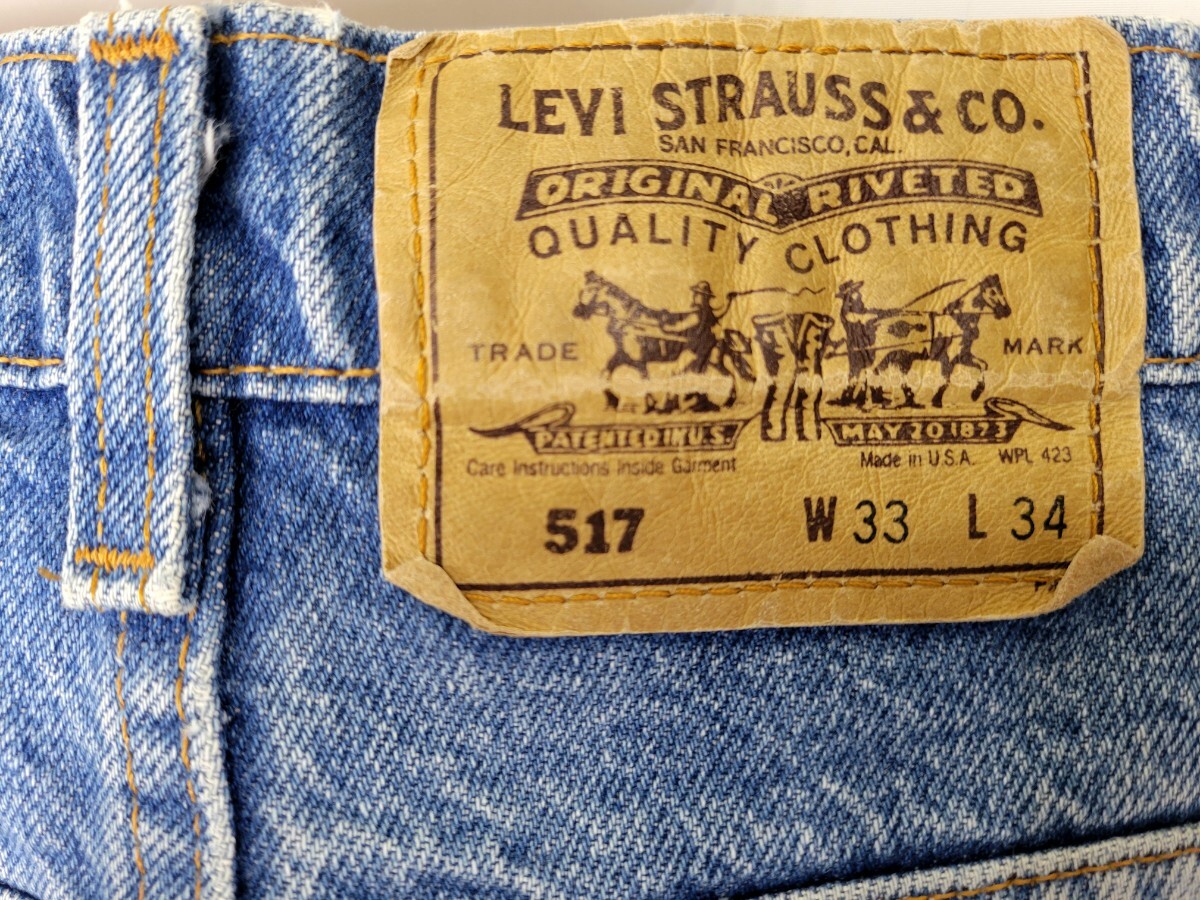 LEVI STRAUSS & CO.
SAN FRANCISCO, CAL.
ORIGINAL RIVETED
QUALITY CLOTHING
TRADE MARK
PATENTED IN U.S. MAY 20 1873
Care Instructions Inside Garment Made in U.S.A. WPL 423
517 W 33 L 34